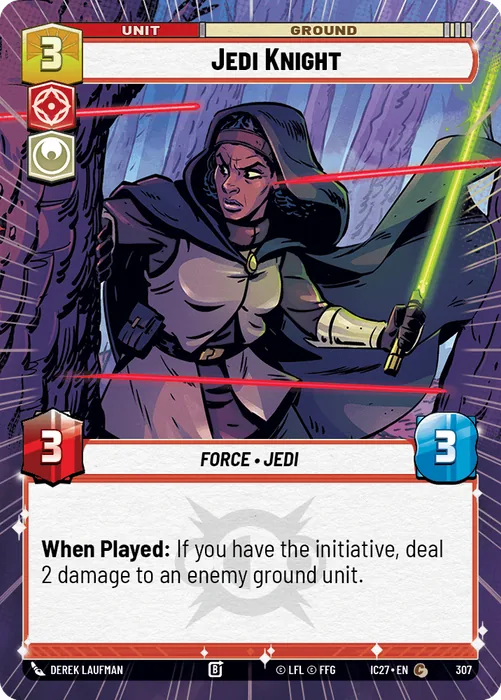 UNIT GROUND
3 JEDI KNIGHT
3 3
FORCE • JEDI
When Played: If you have the initiative, deal
2 damage to an enemy ground unit.
DEREK LAUFMAN B © LFL © FFG IC27 • EN C 307